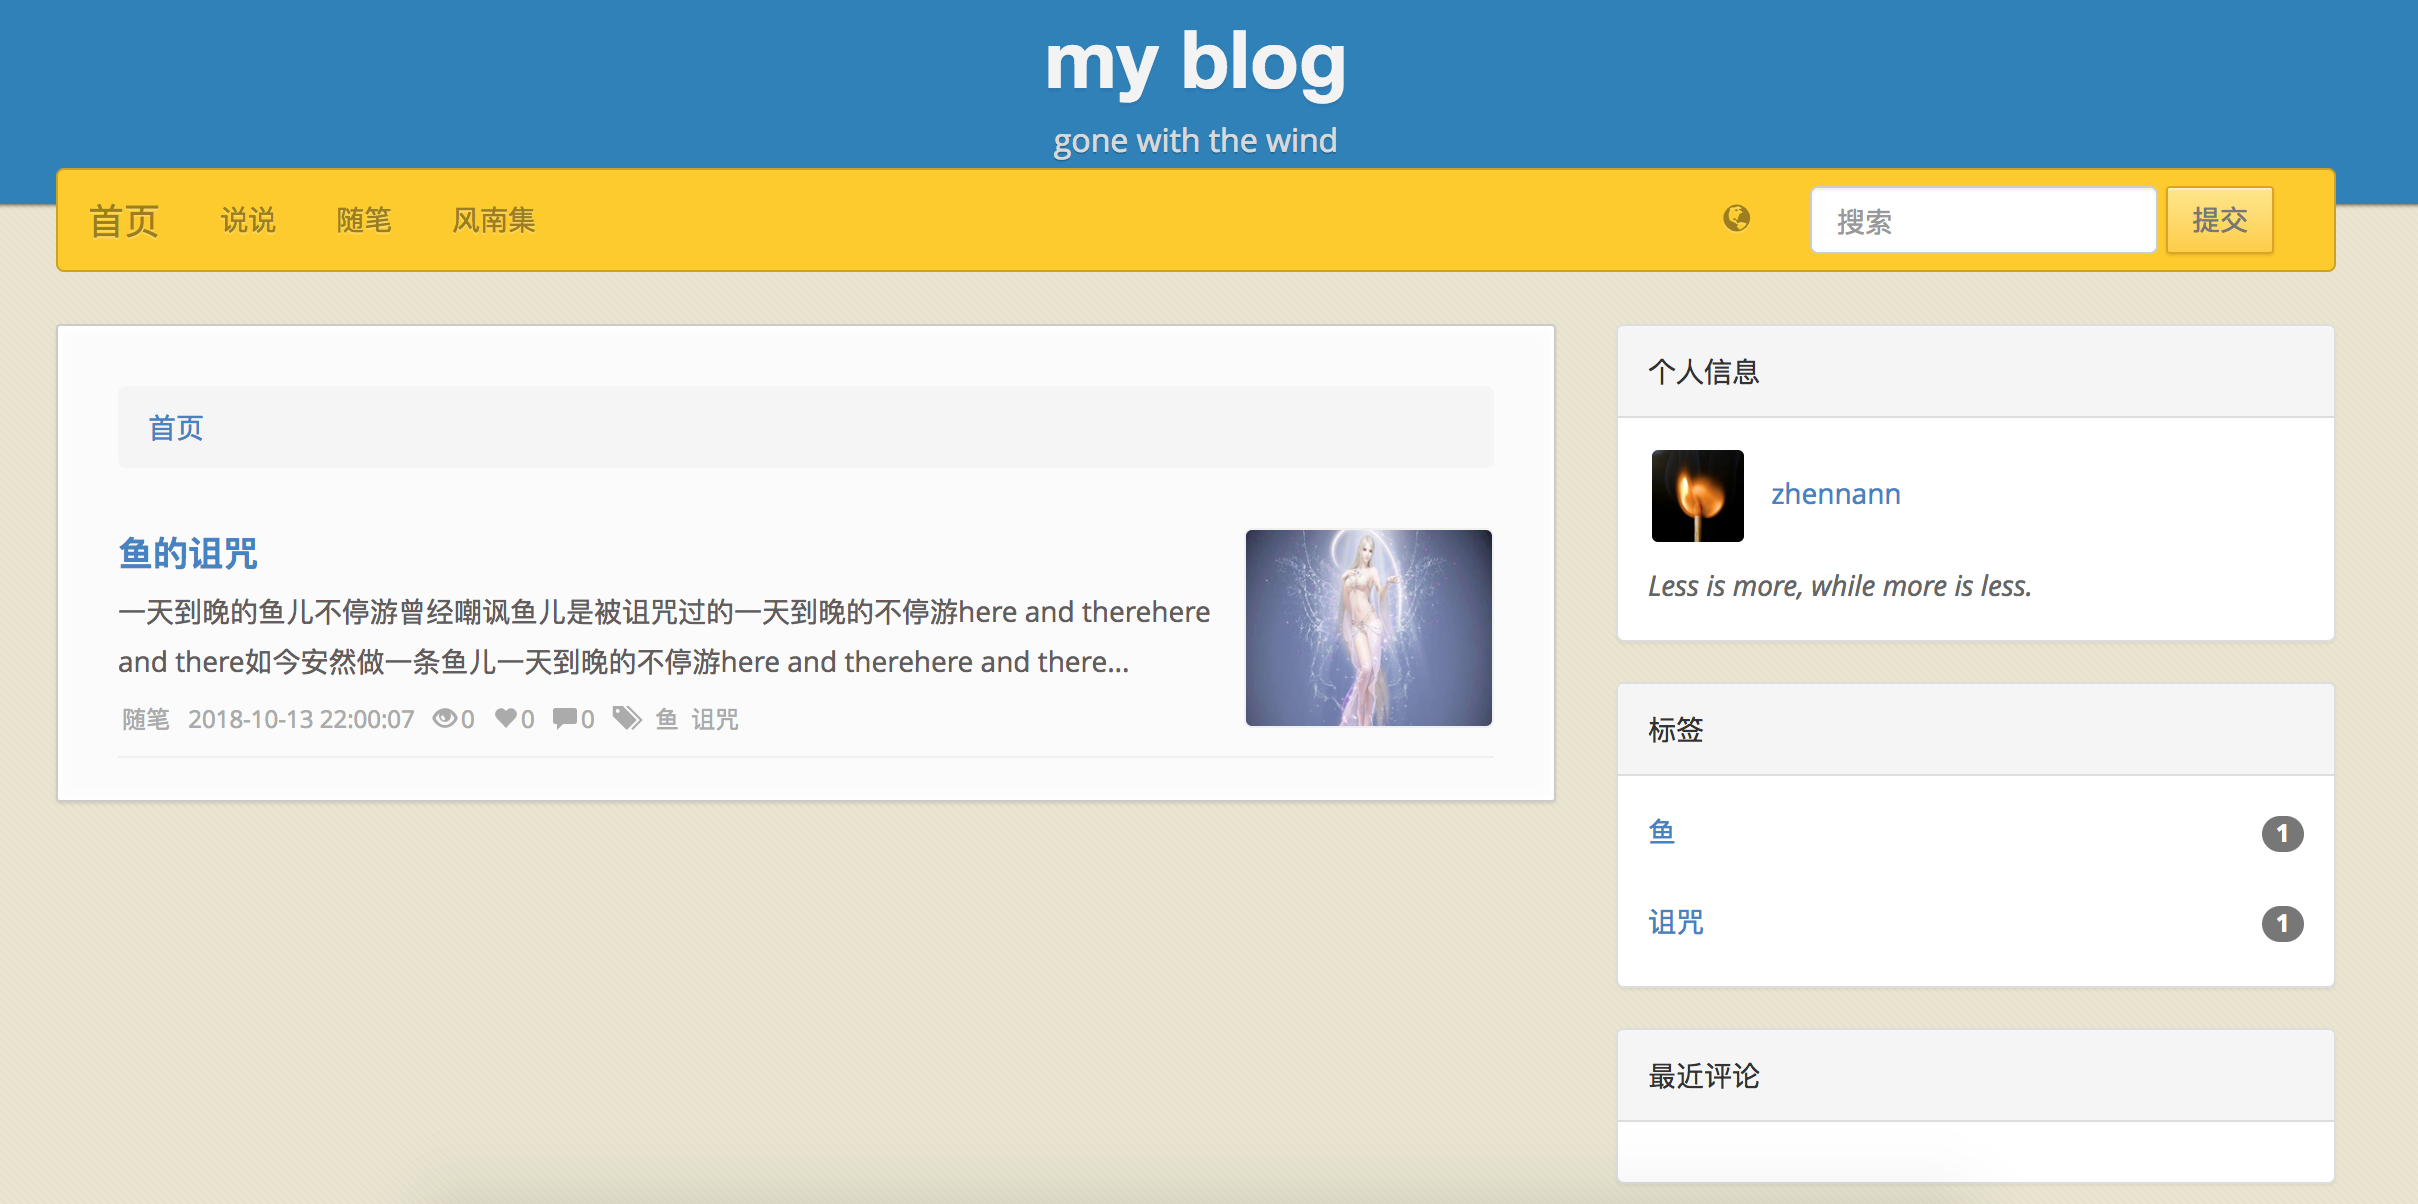 my blog
gone with the wind
首页 说说 随笔 风南集 搜索 提交
首页
鱼的诅咒
一天到晚的鱼儿不停游曾经嘲讽鱼儿是被诅咒过的一天到晚的不停游here and therehere
and there如今安然做一条鱼儿一天到晚的不停游here and therehere and there...
随笔 2018-10-13 22:00:07 0 0 0 鱼 诅咒
个人信息
zhennann
Less is more, while more is less.
标签
鱼 1
诅咒 1
最近评论